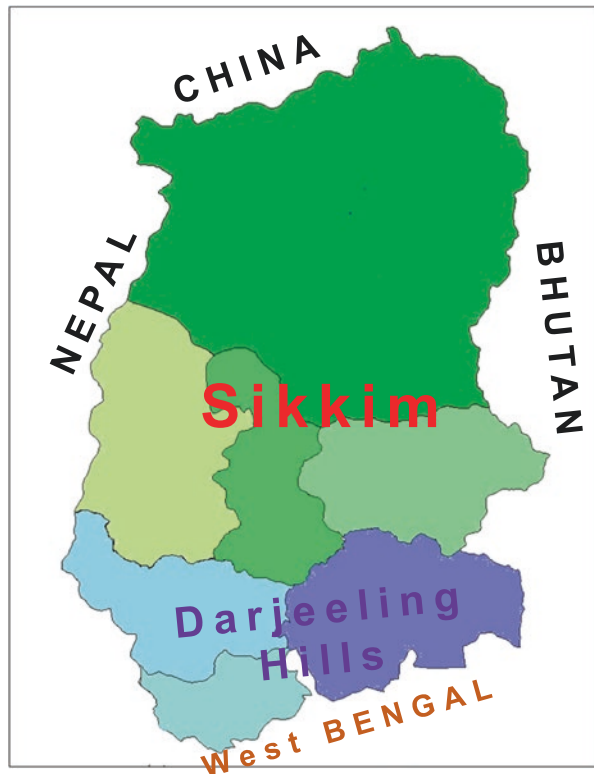 CHINA
NEPAL
BHUTAN
Sikkim
Darjeeling
Hills
West BENGAL